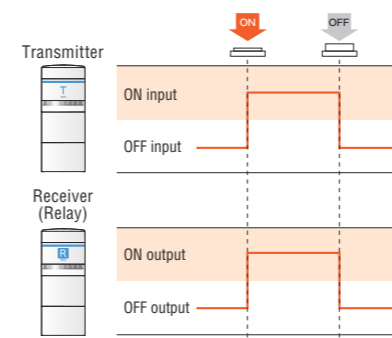 ON
OFF
Transmitter
T
ON input
OFF input
Receiver
(Relay)
R
ON output
OFF output